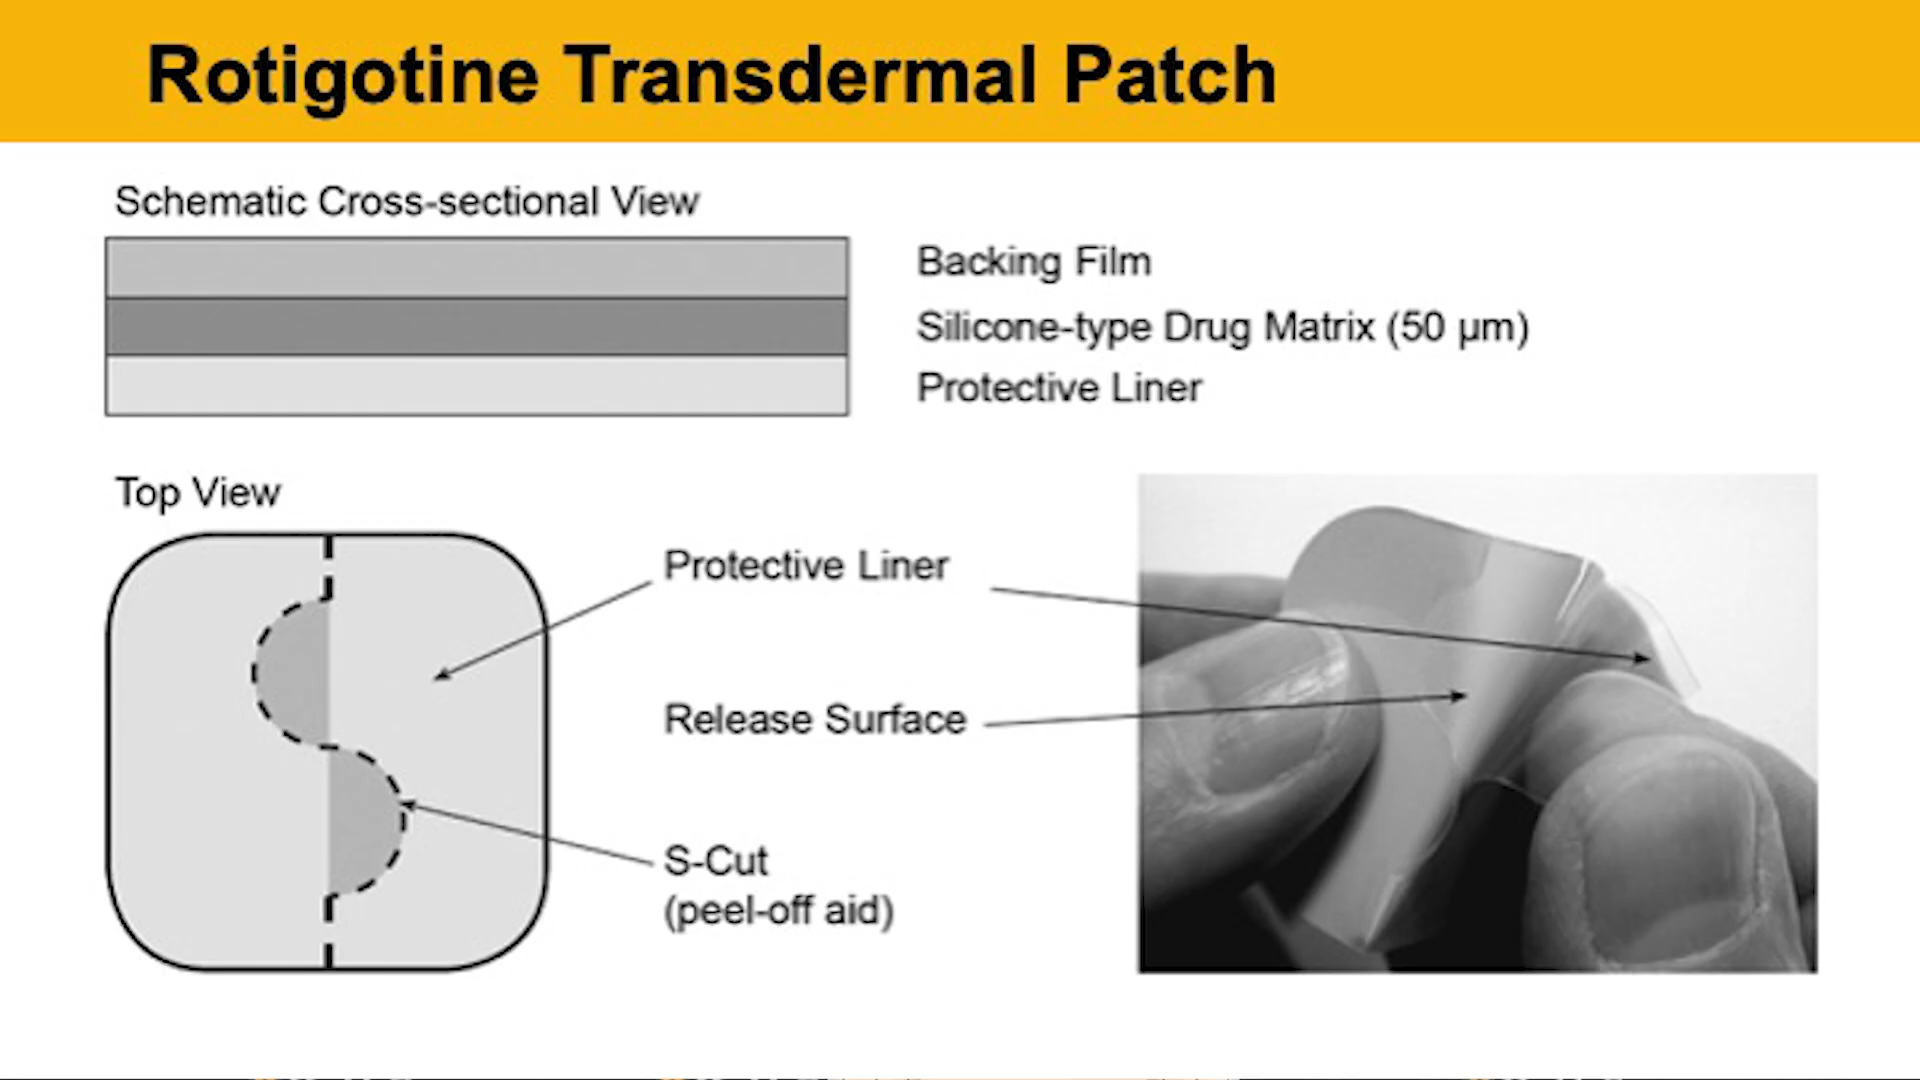 Rotigotine Transdermal Patch
Schematic Cross-sectional View
Backing Film
Silicone-type Drug Matrix (50 μm)
Protective Liner
Top View
Protective Liner
Release Surface
S-Cut
(peel-off aid)